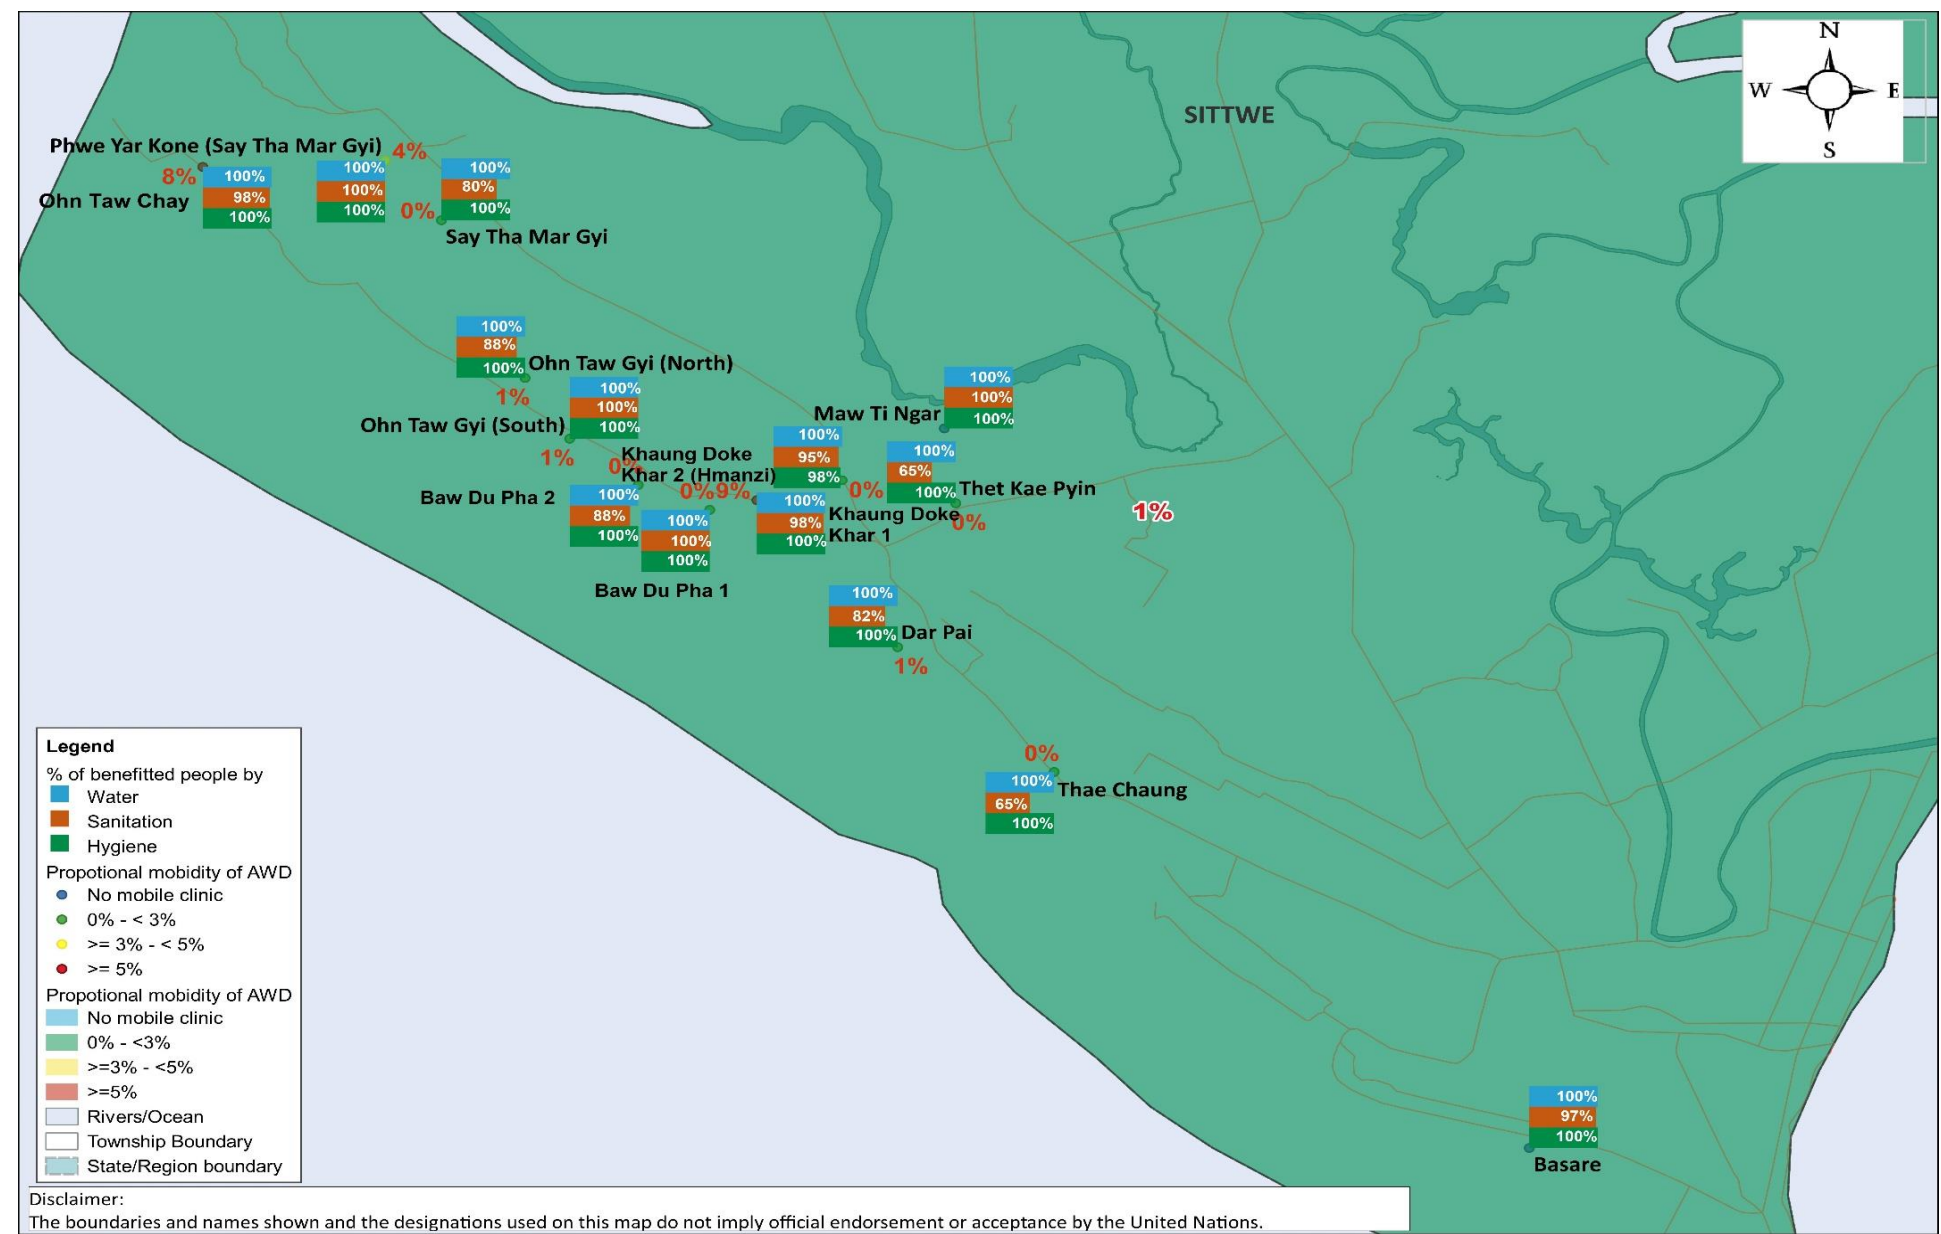 N
W
E
S
SITTWE
Phwe Yar Kone (Say Tha Mar Gyi)
4%
8%
Ohn Taw Chay
100%
98%
100%
100%
100%
100%
0%
100%
80%
100%
Say Tha Mar Gyi
100%
88%
100%
Ohn Taw Gyi (North)
1%
100%
100%
100%
Ohn Taw Gyi (South)
1%
100%
100%
100%
Maw Ti Ngar
Khaung Doke
Khar 2 (Hmanzi)
100%
95%
98%
0%
100%
65%
100%
Thet Kae Pyin
0%
0%
Baw Du Pha 2
100%
88%
100%
0%
100%
100%
100%
Baw Du Pha 1
9%
100%
98%
100%
Khaung Doke
Khar 1
1%
100%
82%
100%
Dar Pai
1%
0%
100%
65%
100%
Thae Chaung
100%
97%
100%
Basare
Legend
% of benefitted people by
Water
Sanitation
Hygiene
Propotional mobidity of AWD
No mobile clinic
0% - < 3%
>= 3% - < 5%
>= 5%
Propotional mobidity of AWD
No mobile clinic
0% - <3%
>=3% - <5%
>=5%
Rivers/Ocean
Township Boundary
State/Region boundary
Disclaimer:
The boundaries and names shown and the designations used on this map do not imply official endorsement or acceptance by the United Nations.